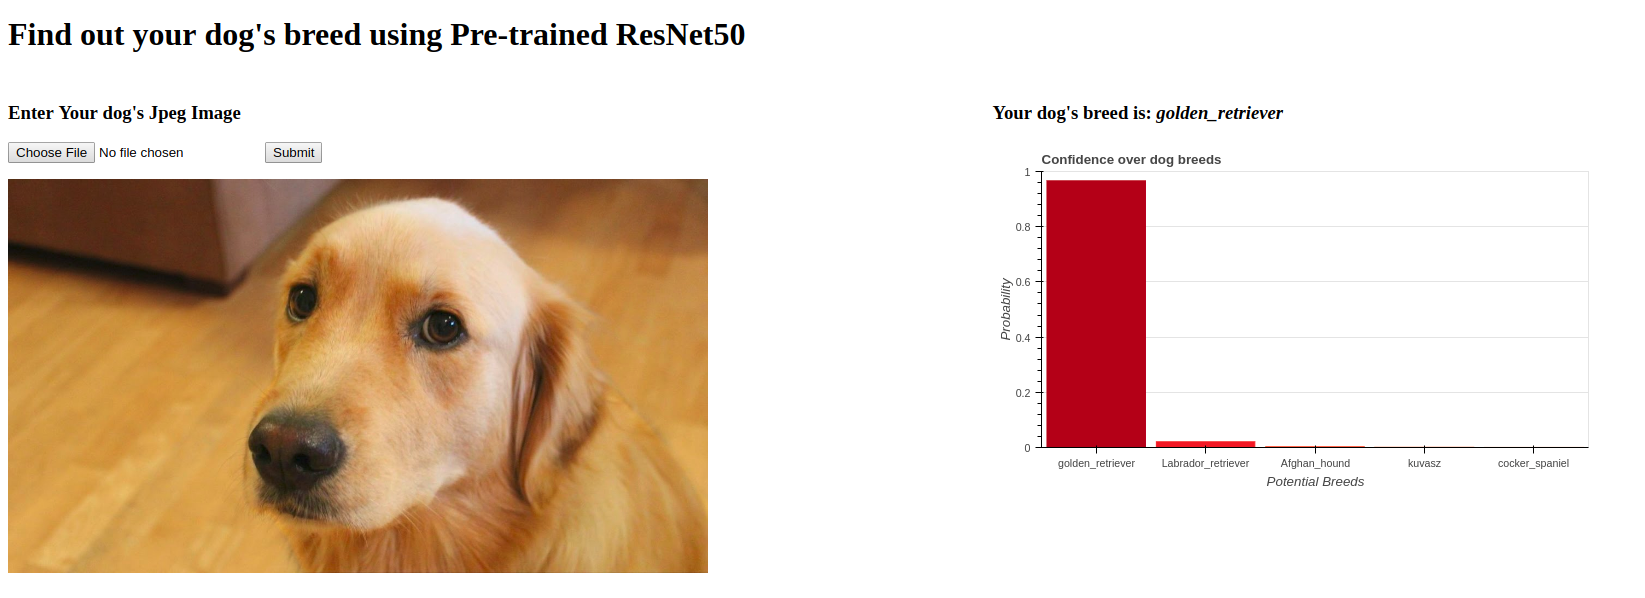 Find out your dog's breed using Pre-trained ResNet50
Enter Your dog's Jpeg Image
Choose File No file chosen Submit
Your dog's breed is: golden_retriever
Confidence over dog breeds
1
0.8
0.6
0.4
0.2
0
Probability
golden_retriever Labrador_retriever Afghan_hound kuvasz cocker_spaniel
Potential Breeds